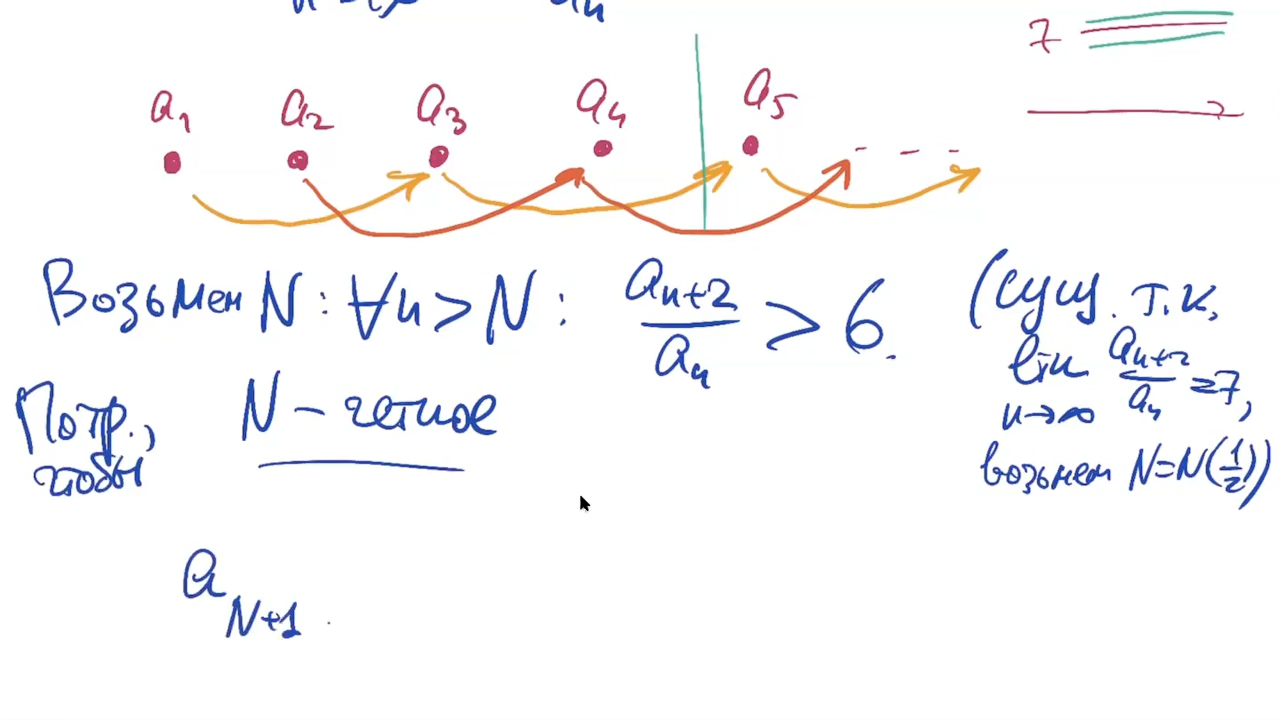 7
a₁ a₂ a₃ a₄ a₅
Возьмем N : ∀n > N : aₙ₊₂ / aₙ > 6.
(сущ. т.к.
lim n→∞ aₙ₊₂ / aₙ = 7,
возьмем N = N(1/2))
Потр., чтобы N – четное
a_{N+1}